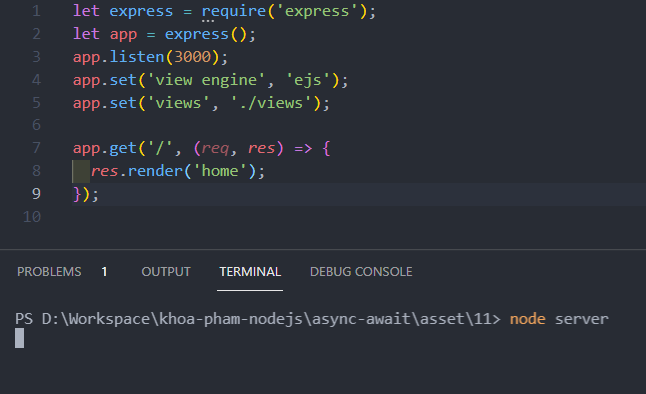 1 let express = require('express');
2 let app = express();
3 app.listen(3000);
4 app.set('view engine', 'ejs');
5 app.set('views', './views');
6
7 app.get('/', (req, res) => {
8   res.render('home');
9 });
10
PROBLEMS 1 OUTPUT TERMINAL DEBUG CONSOLE
PS D:\Workspace\khoa-pham-nodejs\async-await\asset\11> node server